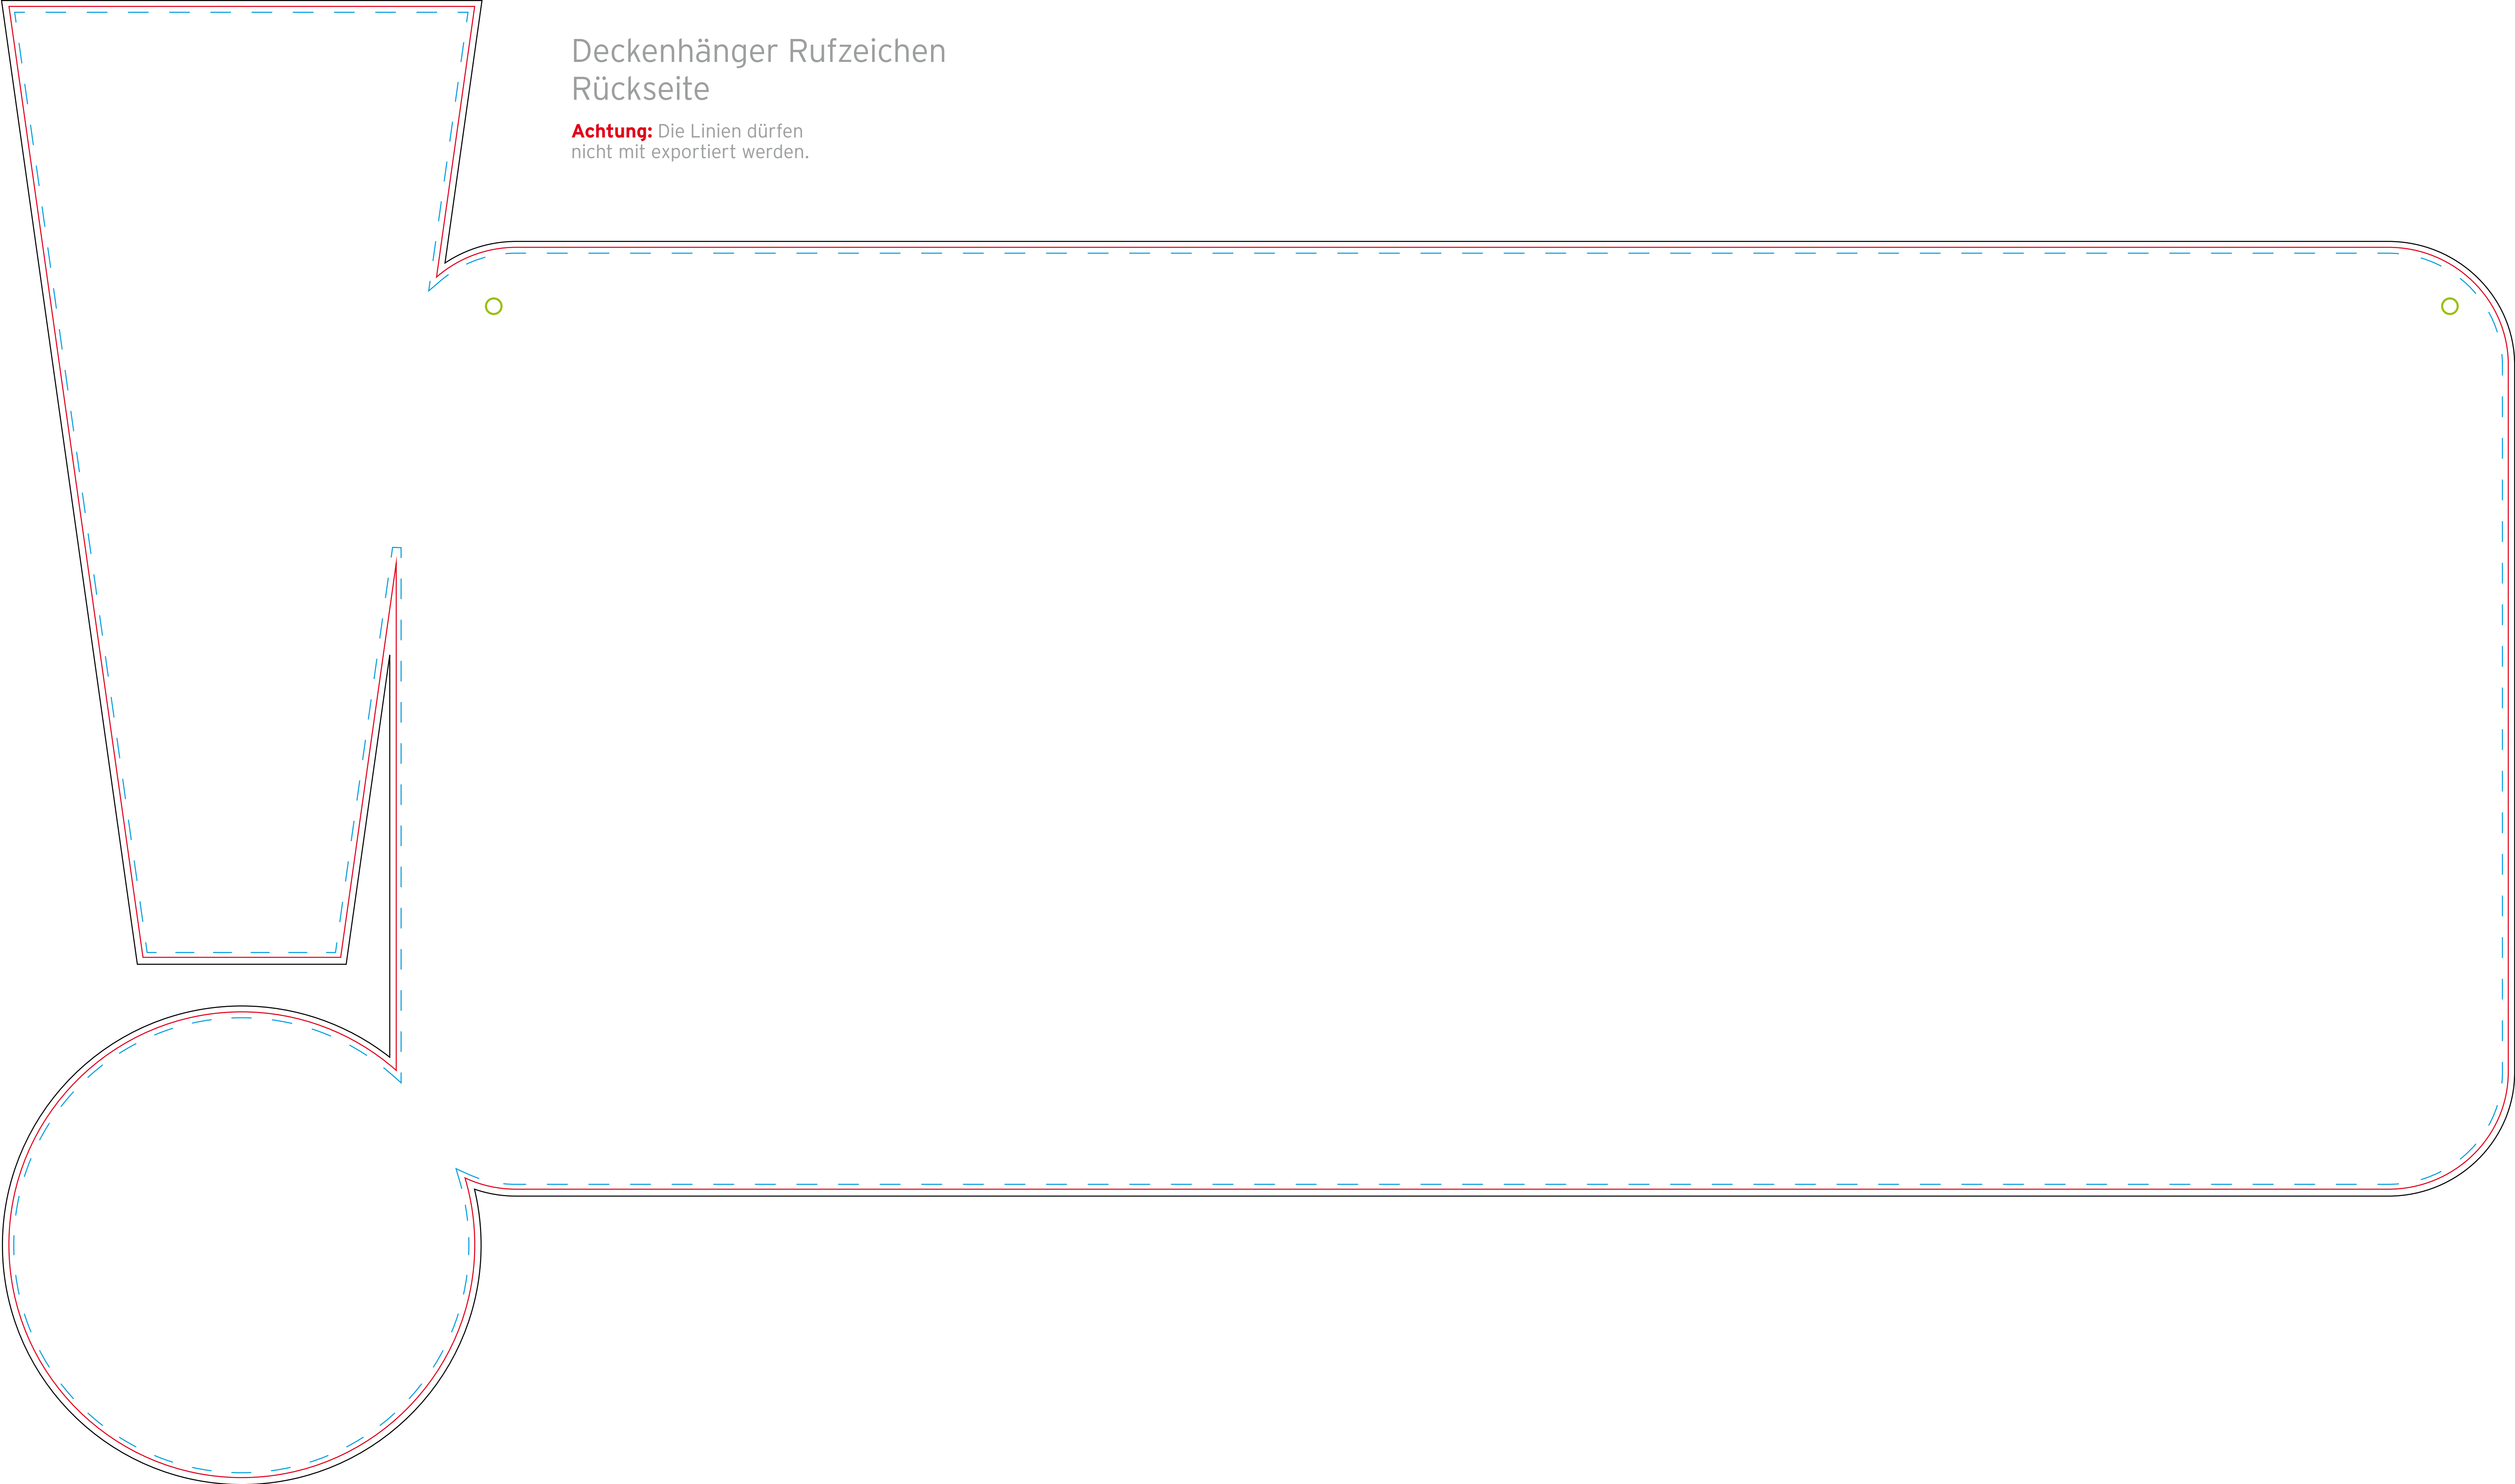 Deckenhänger Rufzeichen
Rückseite
Achtung: Die Linien dürfen
nicht mit exportiert werden.